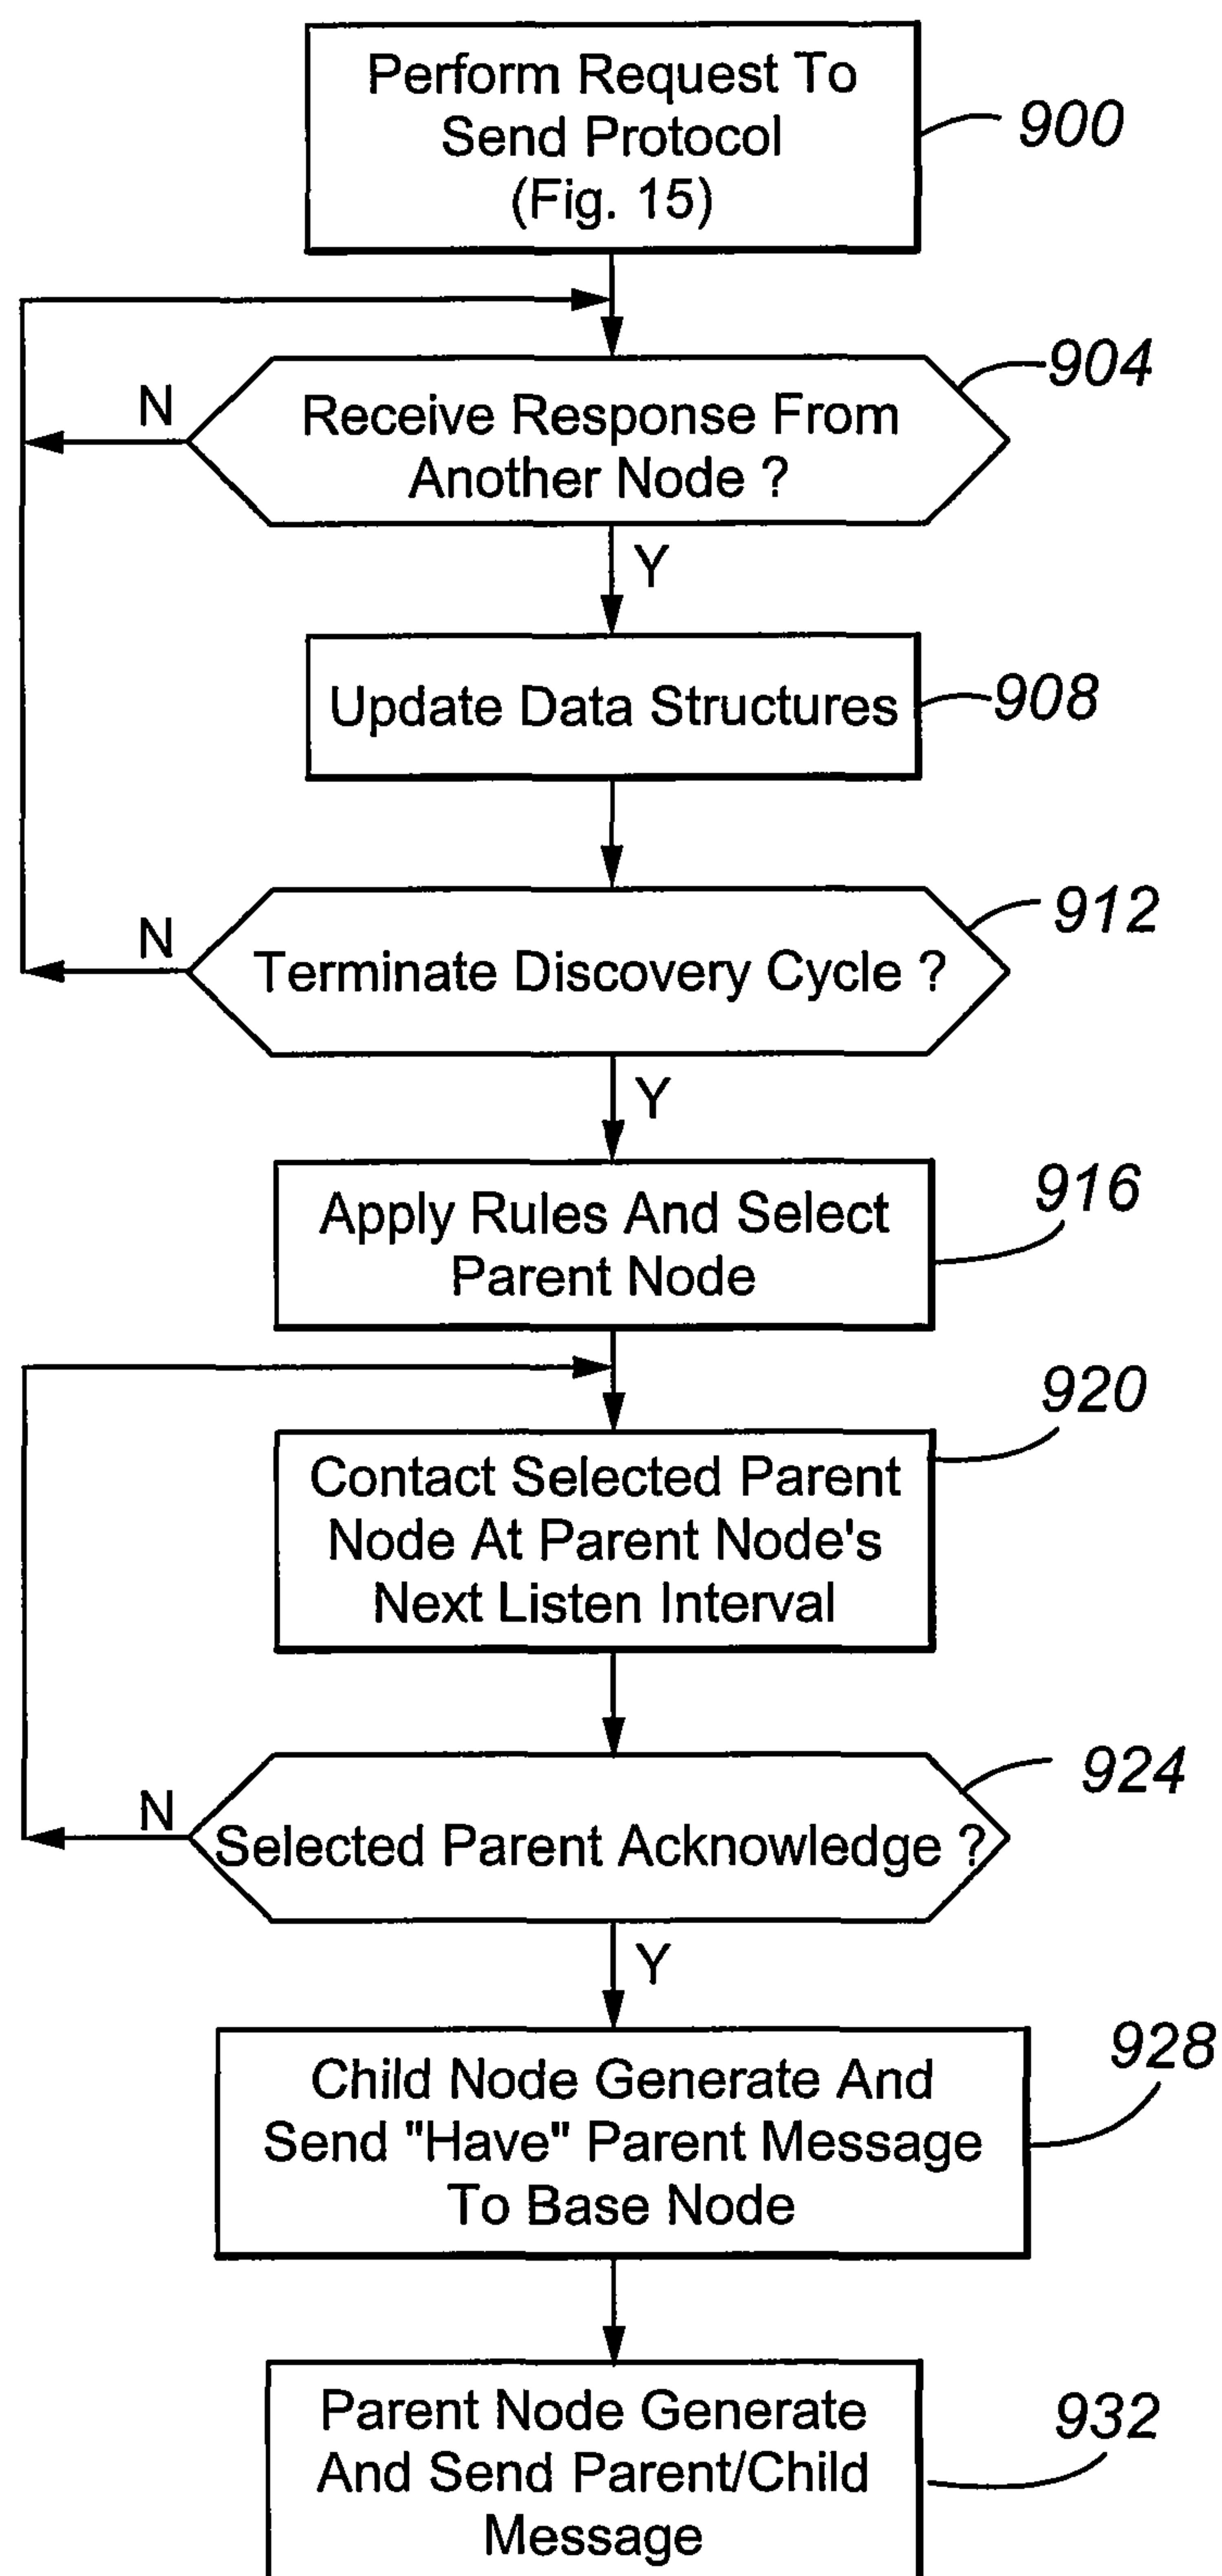 Perform Request To
Send Protocol
(Fig. 15)
900
904
N
Receive Response From
Another Node ?
Y
Update Data Structures
908
912
N
Terminate Discovery Cycle ?
Y
916
Apply Rules And Select
Parent Node
920
Contact Selected Parent
Node At Parent Node's
Next Listen Interval
924
N
Selected Parent Acknowledge ?
Y
928
Child Node Generate And
Send "Have" Parent Message
To Base Node
932
Parent Node Generate
And Send Parent/Child
Message